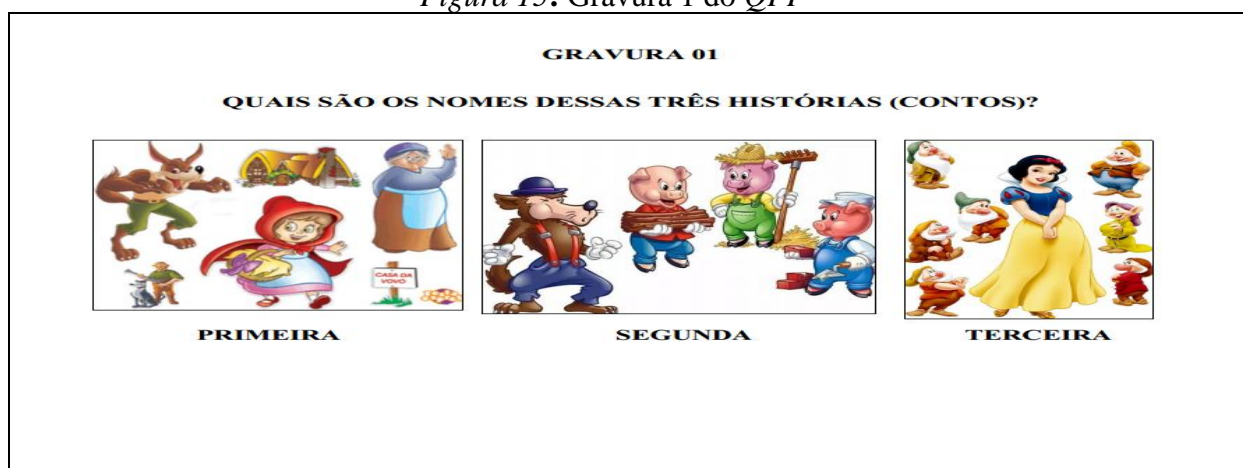 Figura 15: Gravura 1 do QFF
GRAVURA 01
QUAIS SÃO OS NOMES DESSAS TRÊS HISTÓRIAS (CONTOS)?
CASA DA
VOVÓ
PRIMEIRA
SEGUNDA
TERCEIRA